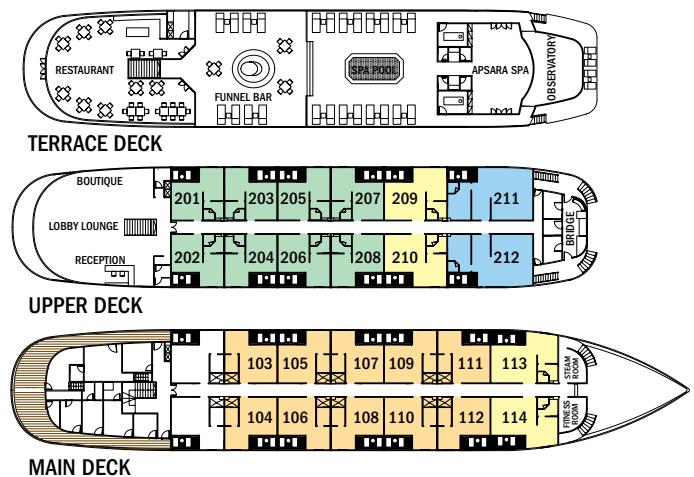 RESTAURANT
FUNNEL BAR
SPA POOL
APSARA SPA
OBSERVATORY
TERRACE DECK
BOUTIQUE
LOBBY LOUNGE
RECEPTION
201 203 205 207 209 211
202 204 206 208 210 212
BRIDGE
UPPER DECK
103 105 107 109 111 113
104 106 108 110 112 114
STEAM
ROOM
FITNESS
ROOM
MAIN DECK